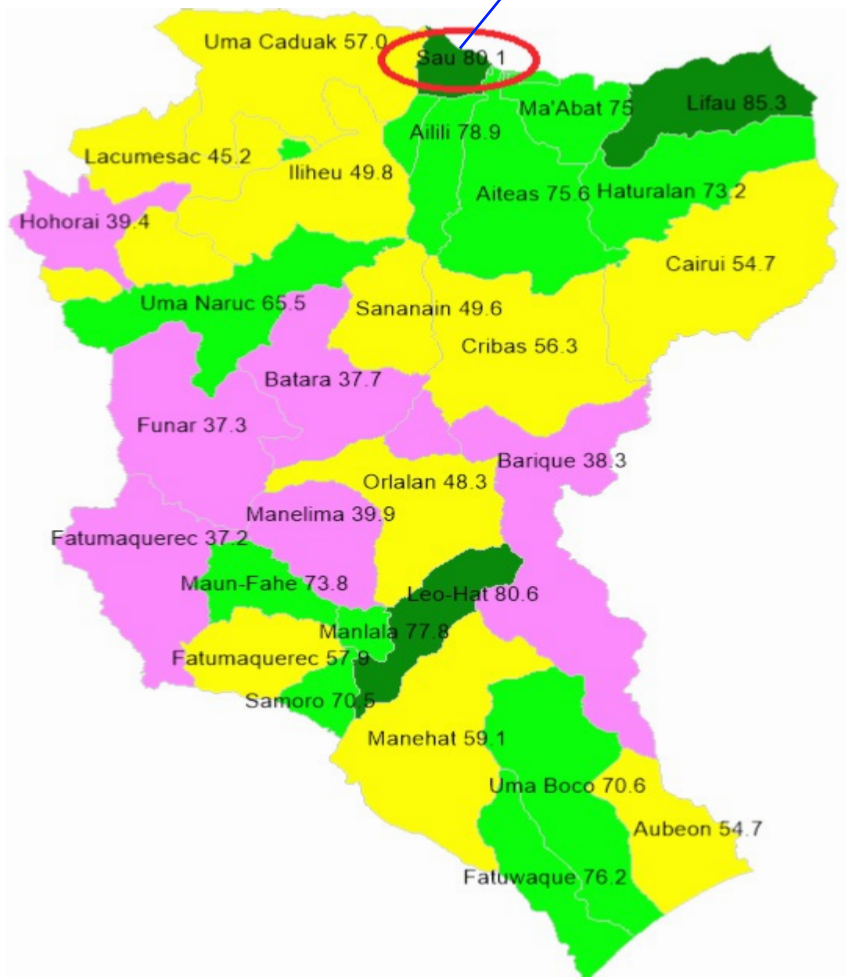 Uma Caduak 57.0
Sau 80.1
Ma'Abat 75
Lifau 85.3
Ailili 78.9
Lacumesac 45.2
Iliheu 49.8
Aiteas 75.6
Haturalan 73.2
Hohorai 39.4
Cairui 54.7
Uma Naruc 65.5
Sananain 49.6
Cribas 56.3
Batara 37.7
Funar 37.3
Barique 38.3
Orlalan 48.3
Manelima 39.9
Fatumaquerec 37.2
Maun-Fahe 73.8
Leo-Hat 80.6
Manlala 77.8
Fatumaquerec 57.9
Samoro 70.5
Manehat 59.1
Uma Boco 70.6
Aubeon 54.7
Fatuwaque 76.2